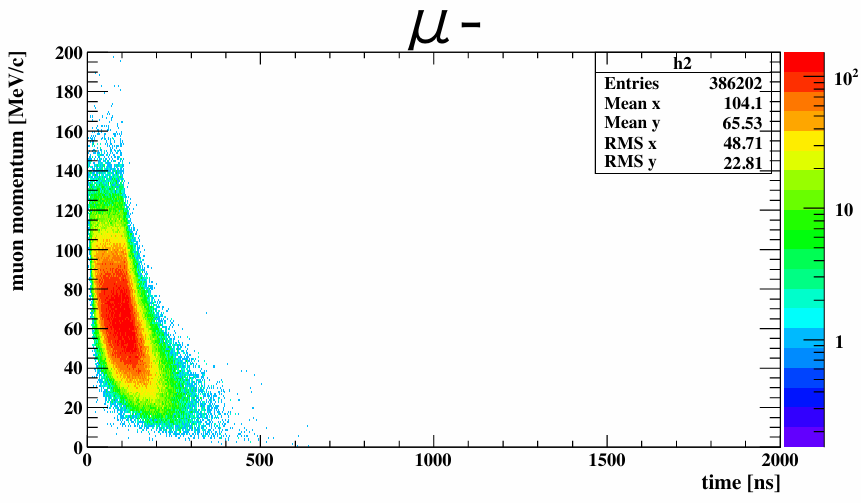 μ-
muon momentum [MeV/c]
200
180
160
140
120
100
80
60
40
20
0
h2
Entries 386202
Mean x 104.1
Mean y 65.53
RMS x 48.71
RMS y 22.81
10²
10
1
0 500 1000 1500 2000
time [ns]